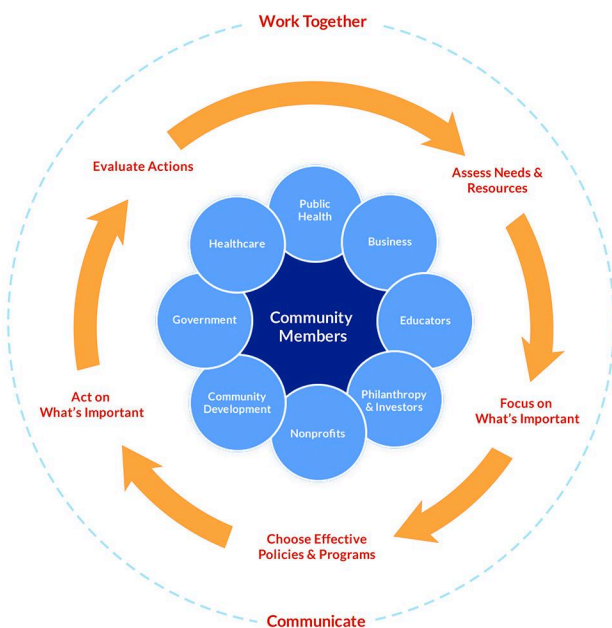 Work Together
Evaluate Actions
Assess Needs &
Resources
Public
Health
Healthcare
Business
Government
Community
Members
Educators
Community
Development
Philanthropy
& Investors
Nonprofits
Act on
What's Important
Focus on
What's Important
Choose Effective
Policies & Programs
Communicate